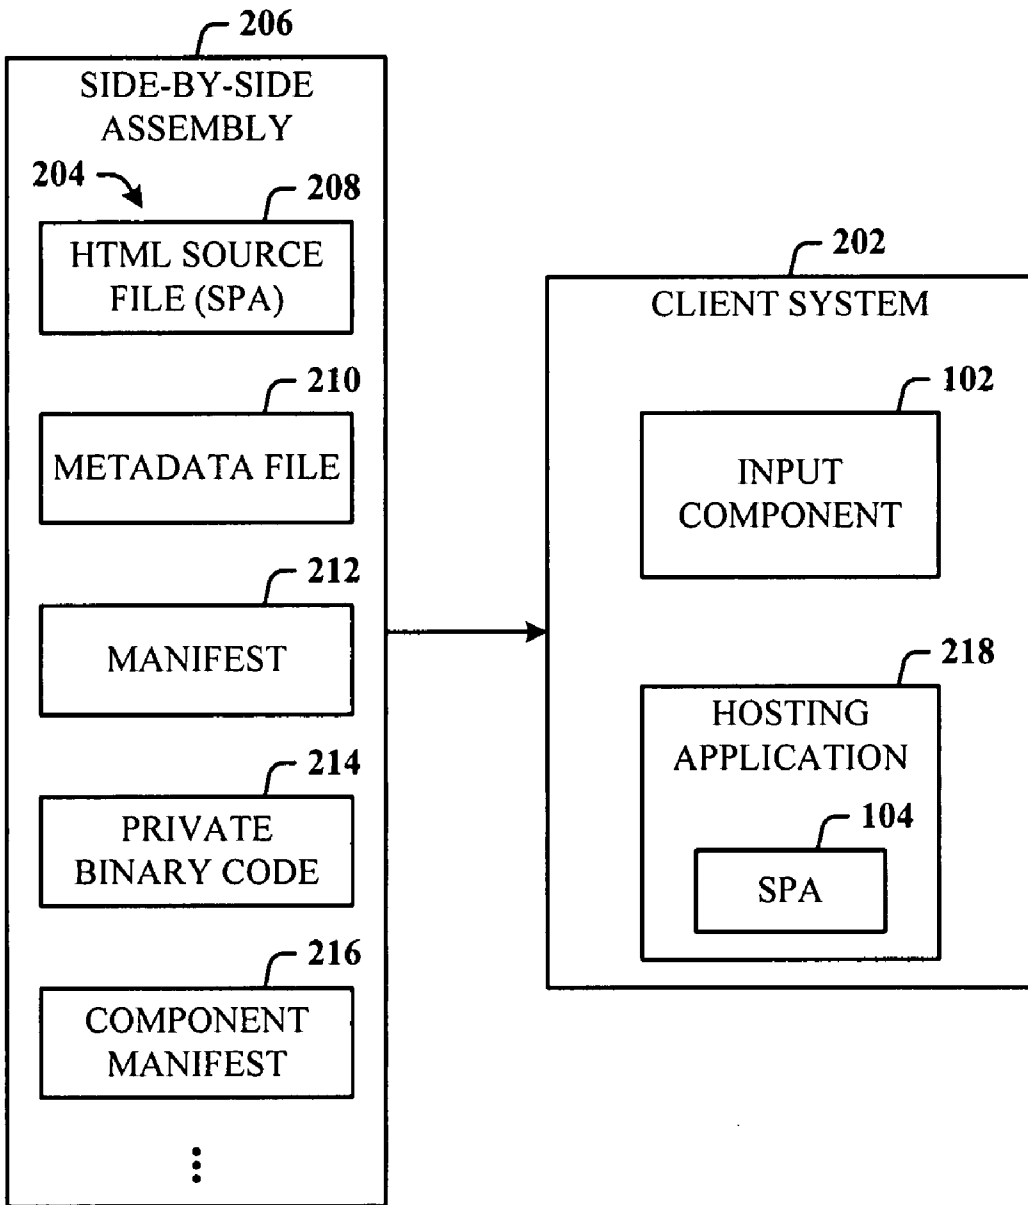 206
SIDE-BY-SIDE
ASSEMBLY
204
208
HTML SOURCE
FILE (SPA)
210
METADATA FILE
212
MANIFEST
214
PRIVATE
BINARY CODE
216
COMPONENT
MANIFEST
202
CLIENT SYSTEM
102
INPUT
COMPONENT
218
HOSTING
APPLICATION
104
SPA